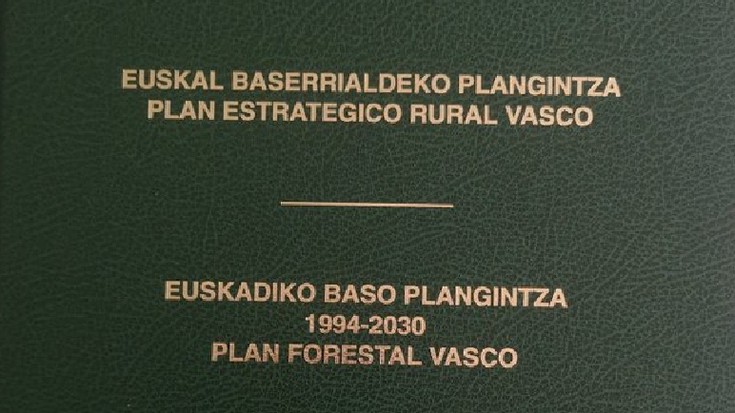 EUSKAL BASERRIALDEKO PLANGINTZA
PLAN ESTRATEGICO RURAL VASCO
EUSKADIKO BASO PLANGINTZA
1994-2030
PLAN FORESTAL VASCO